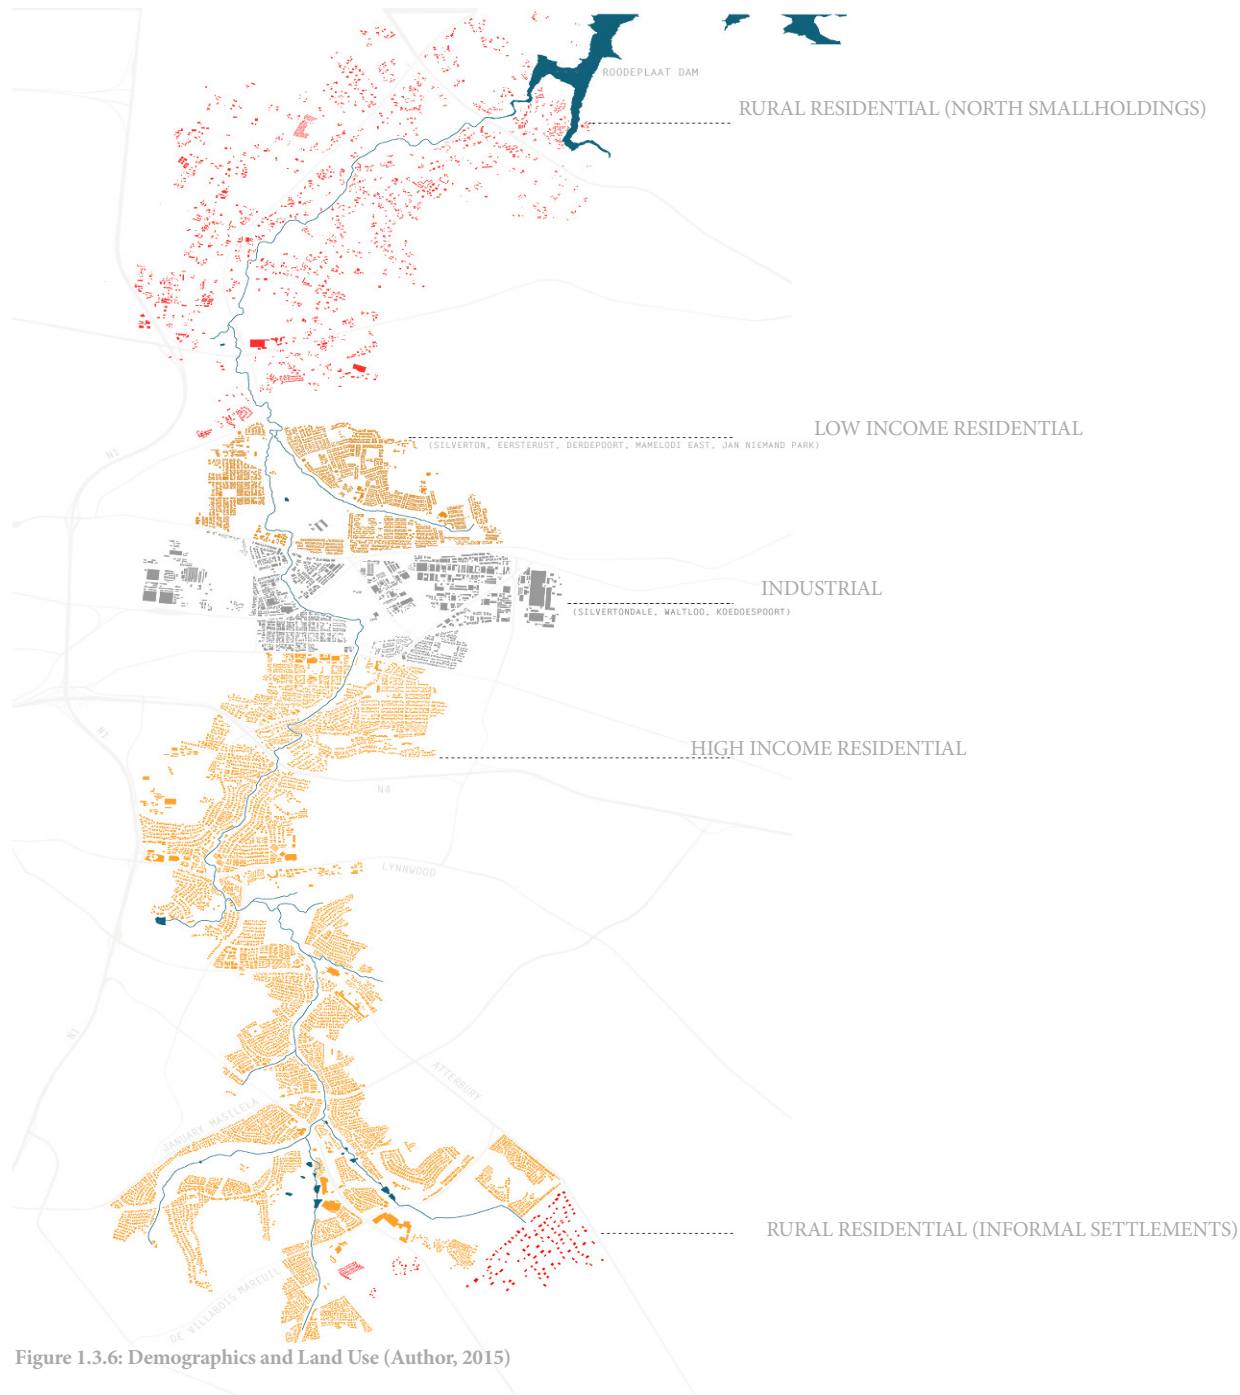 ROODEPLAAT DAM
RURAL RESIDENTIAL (NORTH SMALLHOLDINGS)
LOW INCOME RESIDENTIAL
(SILVERTON, EERSTERUST, DERDEPOORT, MAMELODI EAST, JAN NIEMAND PARK)
N1
INDUSTRIAL
(SILVERTONDALE, WALTLOO, KOEDOESPOORT)
N1
HIGH INCOME RESIDENTIAL
N4
LYNNWOOD
N1
ATTERBURY
JANUARY MASILELA
RURAL RESIDENTIAL (INFORMAL SETTLEMENTS)
DE VILLABOIS MAREUIL
Figure 1.3.6: Demographics and Land Use (Author, 2015)